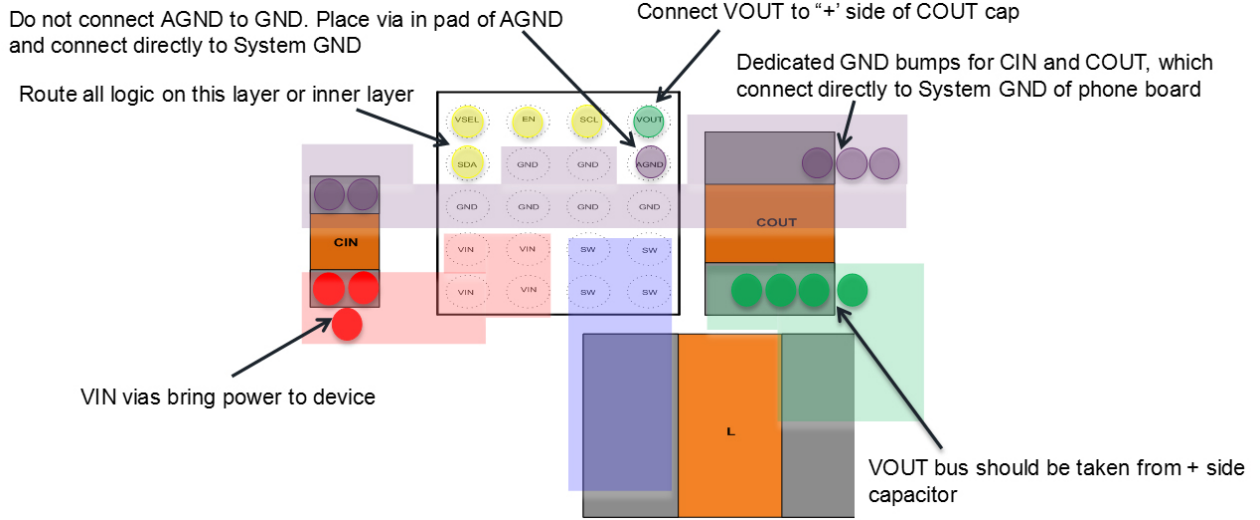 Do not connect AGND to GND. Place via in pad of AGND
and connect directly to System GND
Connect VOUT to “+’ side of COUT cap
Dedicated GND bumps for CIN and COUT, which
connect directly to System GND of phone board
Route all logic on this layer or inner layer
VSEL EN SCL VOUT
SDA GND GND AGND
GND GND GND GND
CIN
COUT
VIN VIN SW SW
VIN VIN SW SW
VIN vias bring power to device
L
VOUT bus should be taken from + side
capacitor